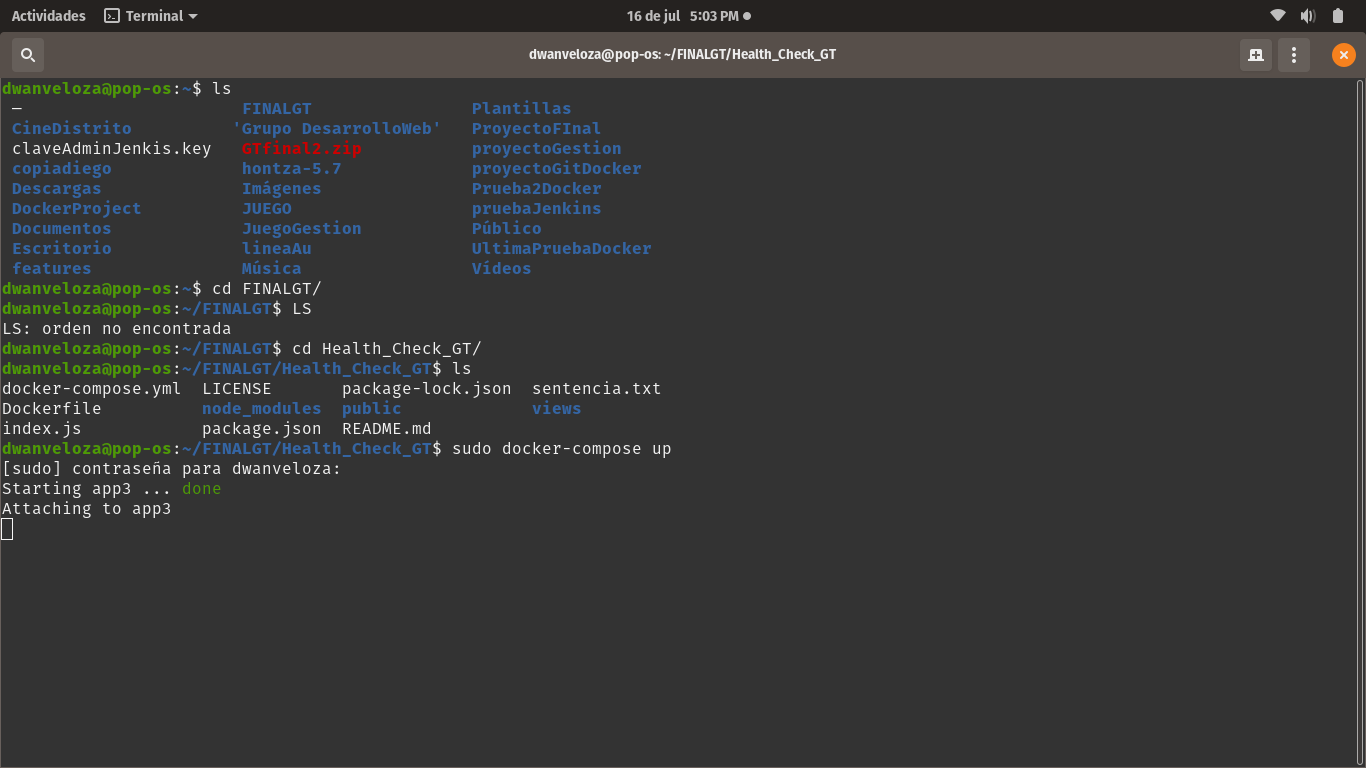 Actividades Terminal 16 de jul 5:03 PM
dwanveloza@pop-os: ~/FINALGT/Health_Check_GT
dwanveloza@pop-os:~$ ls
— FINALGT Plantillas
CineDistrito 'Grupo DesarrolloWeb' ProyectoFInal
claveAdminJenkis.key GTfinal2.zip proyectoGestion
copiadiego hontza-5.7 proyectoGitDocker
Descargas Imágenes Prueba2Docker
DockerProject JUEGO pruebaJenkins
Documentos JuegoGestion Público
Escritorio lineaAu UltimaPruebaDocker
features Música Vídeos
dwanveloza@pop-os:~$ cd FINALGT/
dwanveloza@pop-os:~/FINALGT$ LS
LS: orden no encontrada
dwanveloza@pop-os:~/FINALGT$ cd Health_Check_GT/
dwanveloza@pop-os:~/FINALGT/Health_Check_GT$ ls
docker-compose.yml LICENSE package-lock.json sentencia.txt
Dockerfile node_modules public views
index.js package.json README.md
dwanveloza@pop-os:~/FINALGT/Health_Check_GT$ sudo docker-compose up
[sudo] contraseña para dwanveloza:
Starting app3 ... done
Attaching to app3